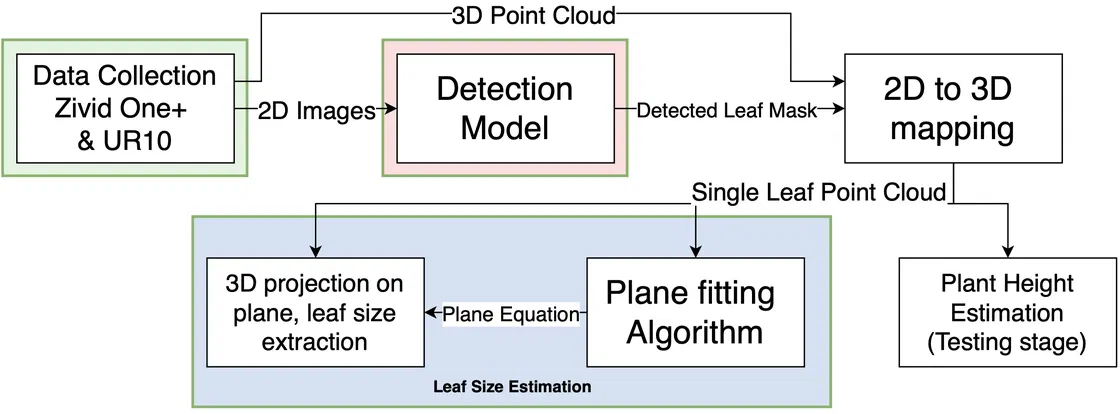 3D Point Cloud
Data Collection
Zivid One+
& UR10
2D Images
Detection
Model
Detected Leaf Mask
2D to 3D
mapping
Single Leaf Point Cloud
3D projection on
plane, leaf size
extraction
Plane Equation
Plane fitting
Algorithm
Plant Height
Estimation
(Testing stage)
Leaf Size Estimation